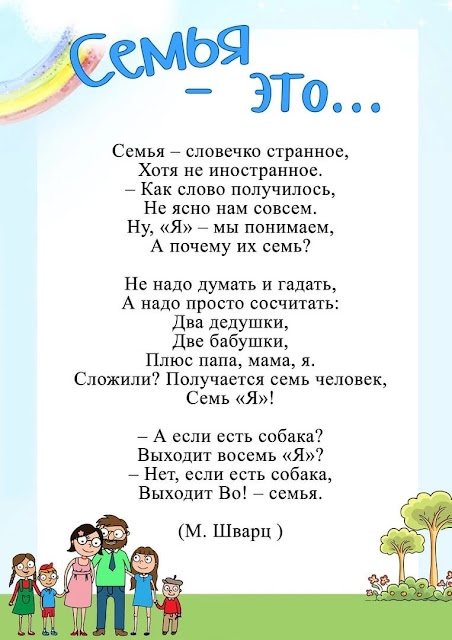 Семья
– это...
Семья – словечко странное,
Хотя не иностранное.
– Как слово получилось,
Не ясно нам совсем.
Ну, «Я» – мы понимаем,
А почему их семь?
Не надо думать и гадать,
А надо просто сосчитать:
Два дедушки,
Две бабушки,
Плюс папа, мама, я.
Сложили? Получается семь человек,
Семь «Я»!
– А если есть собака?
Выходит восемь «Я»?
– Нет, если есть собака,
Выходит Во! – семья.
(М. Шварц )